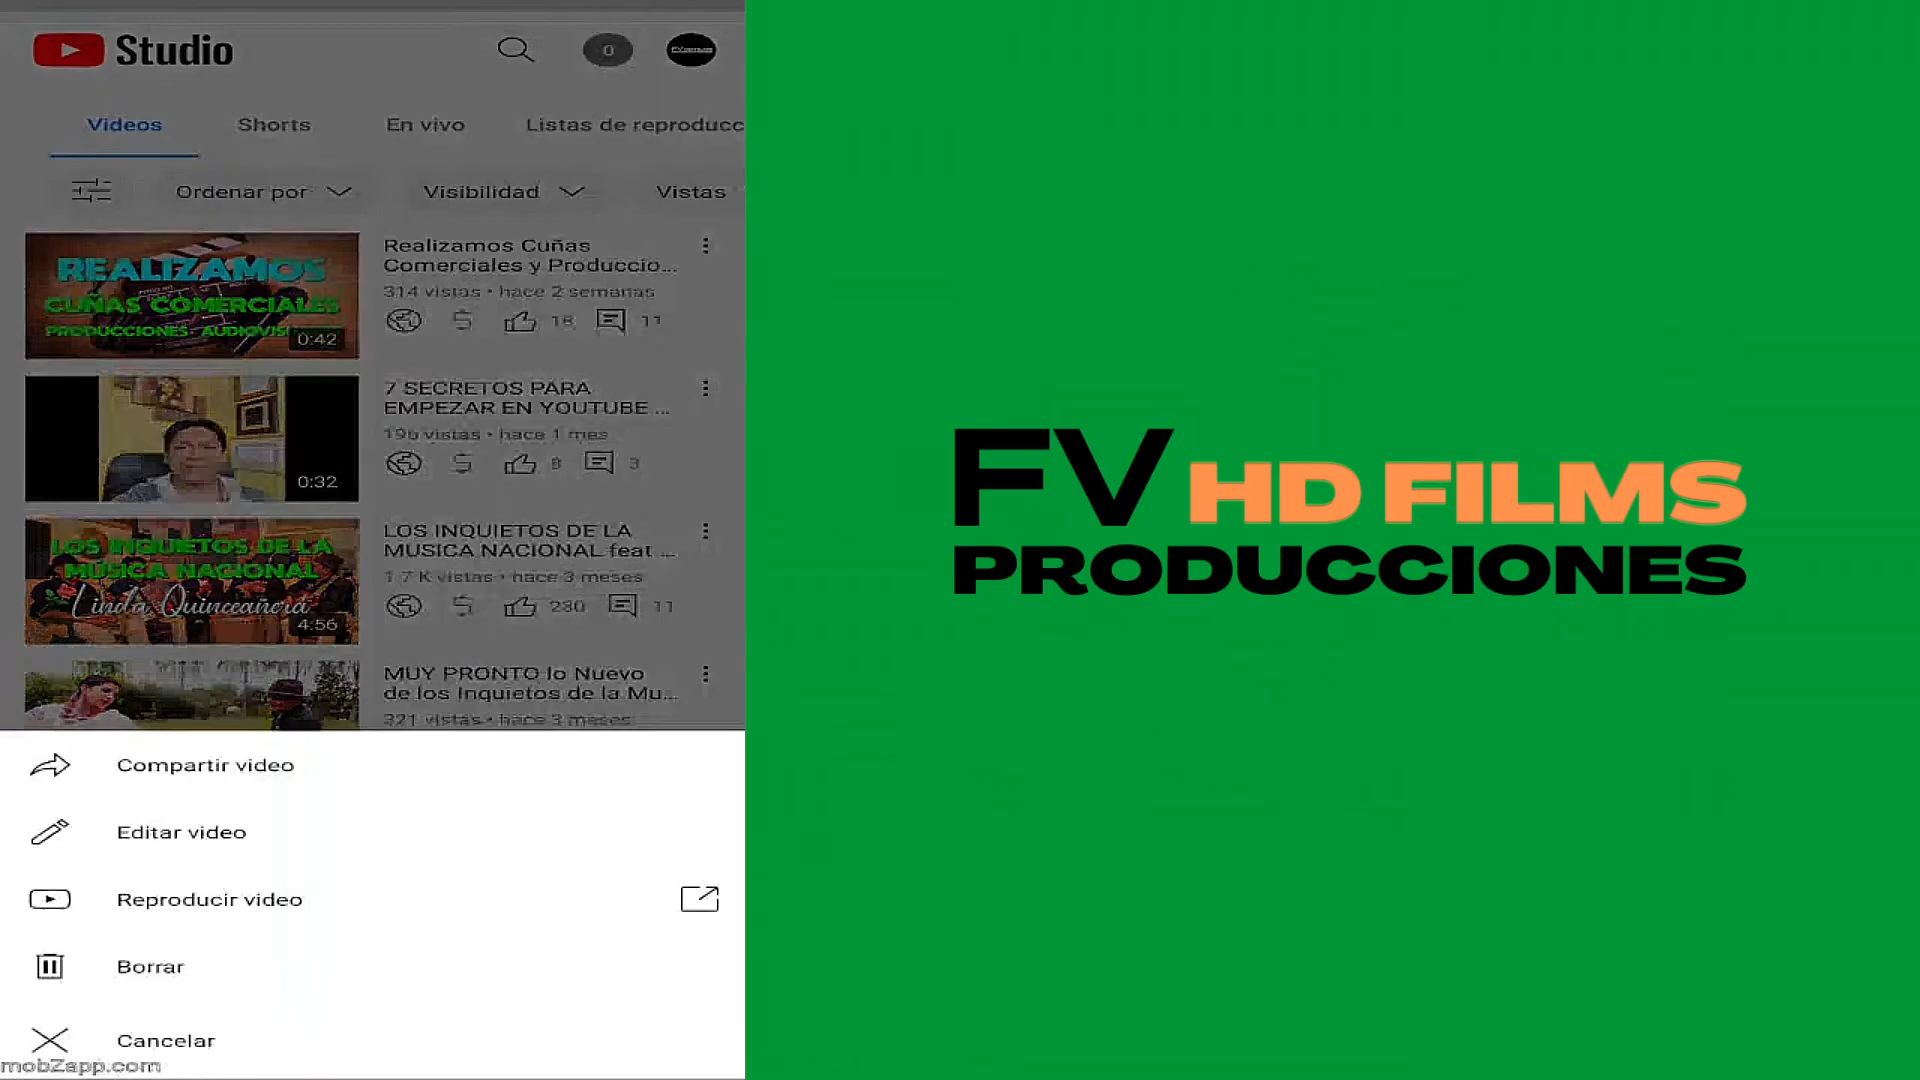 Studio
0
Videos
Shorts
En vivo
Listas de reproducc
Ordenar por
Visibilidad
Vistas
REALIZAMOS
CUÑAS COMERCIALES
PRODUCCIONES AUDIOVIS
0:42
Realizamos Cuñas
Comerciales y Produccio...
314 vistas • hace 2 semanas
16
11
0:32
7 SECRETOS PARA
EMPEZAR EN YOUTUBE ...
196 vistas • hace 1 mes
8
3
LOS INQUIETOS DE LA
MUSICA NACIONAL
Linda Quinceañera
4:56
LOS INQUIETOS DE LA
MUSICA NACIONAL feat ...
1.7 K vistas • hace 3 meses
230
11
MUY PRONTO lo Nuevo
de los Inquietos de la Mu...
321 vistas • hace 3 meses
Compartir video
Editar video
Reproducir video
Borrar
Cancelar
mobZapp.com
FV HD FILMS
PRODUCCIONES